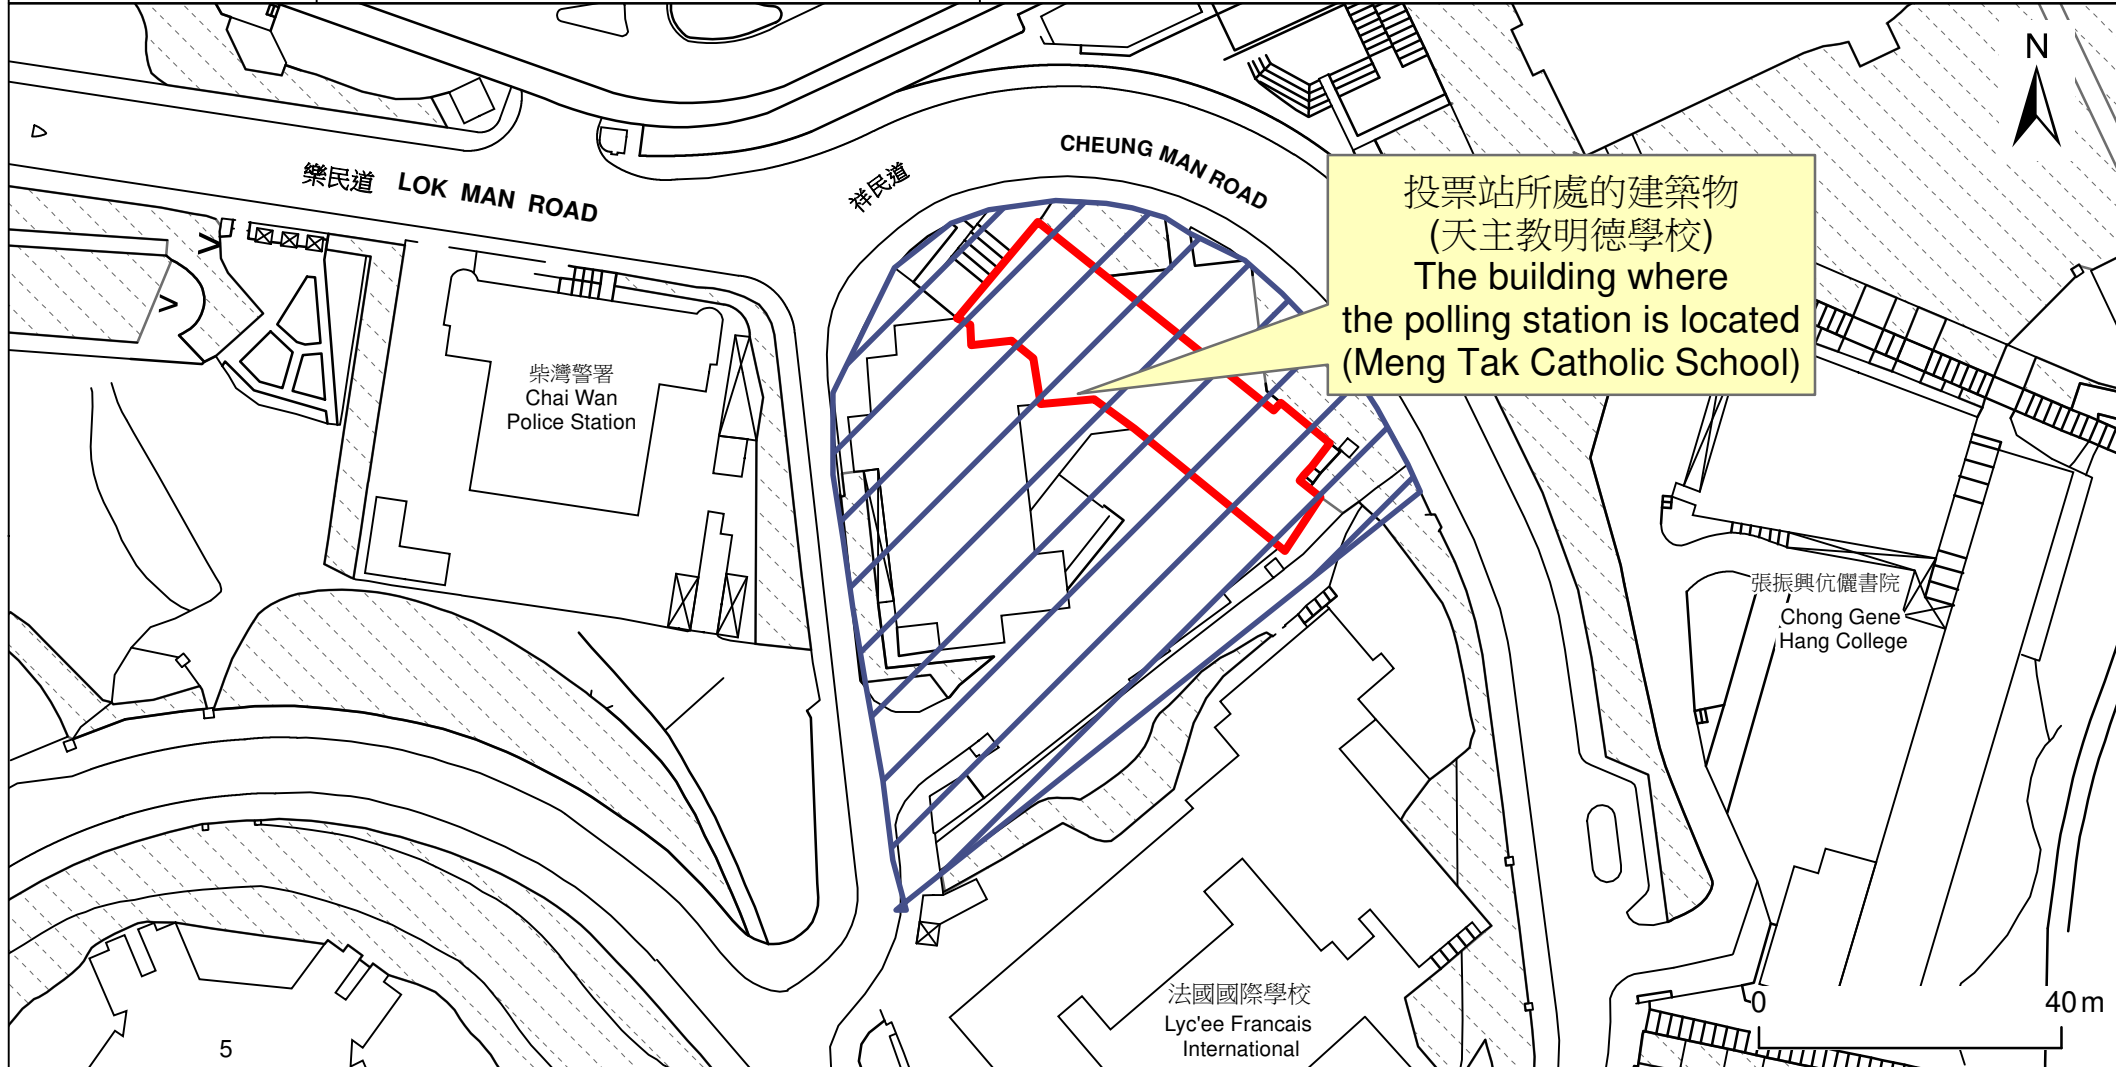 N
CHEUNG MAN ROAD
祥民道
樂民道 LOK MAN ROAD
投票站所處的建築物
(天主教明德學校)
The building where
the polling station is located
(Meng Tak Catholic School)
柴灣警署
Chai Wan
Police Station
張振興伉儷書院
Chong Gene
Hang College
法國國際學校
Lyc'ee Francais
International
5
0 40m